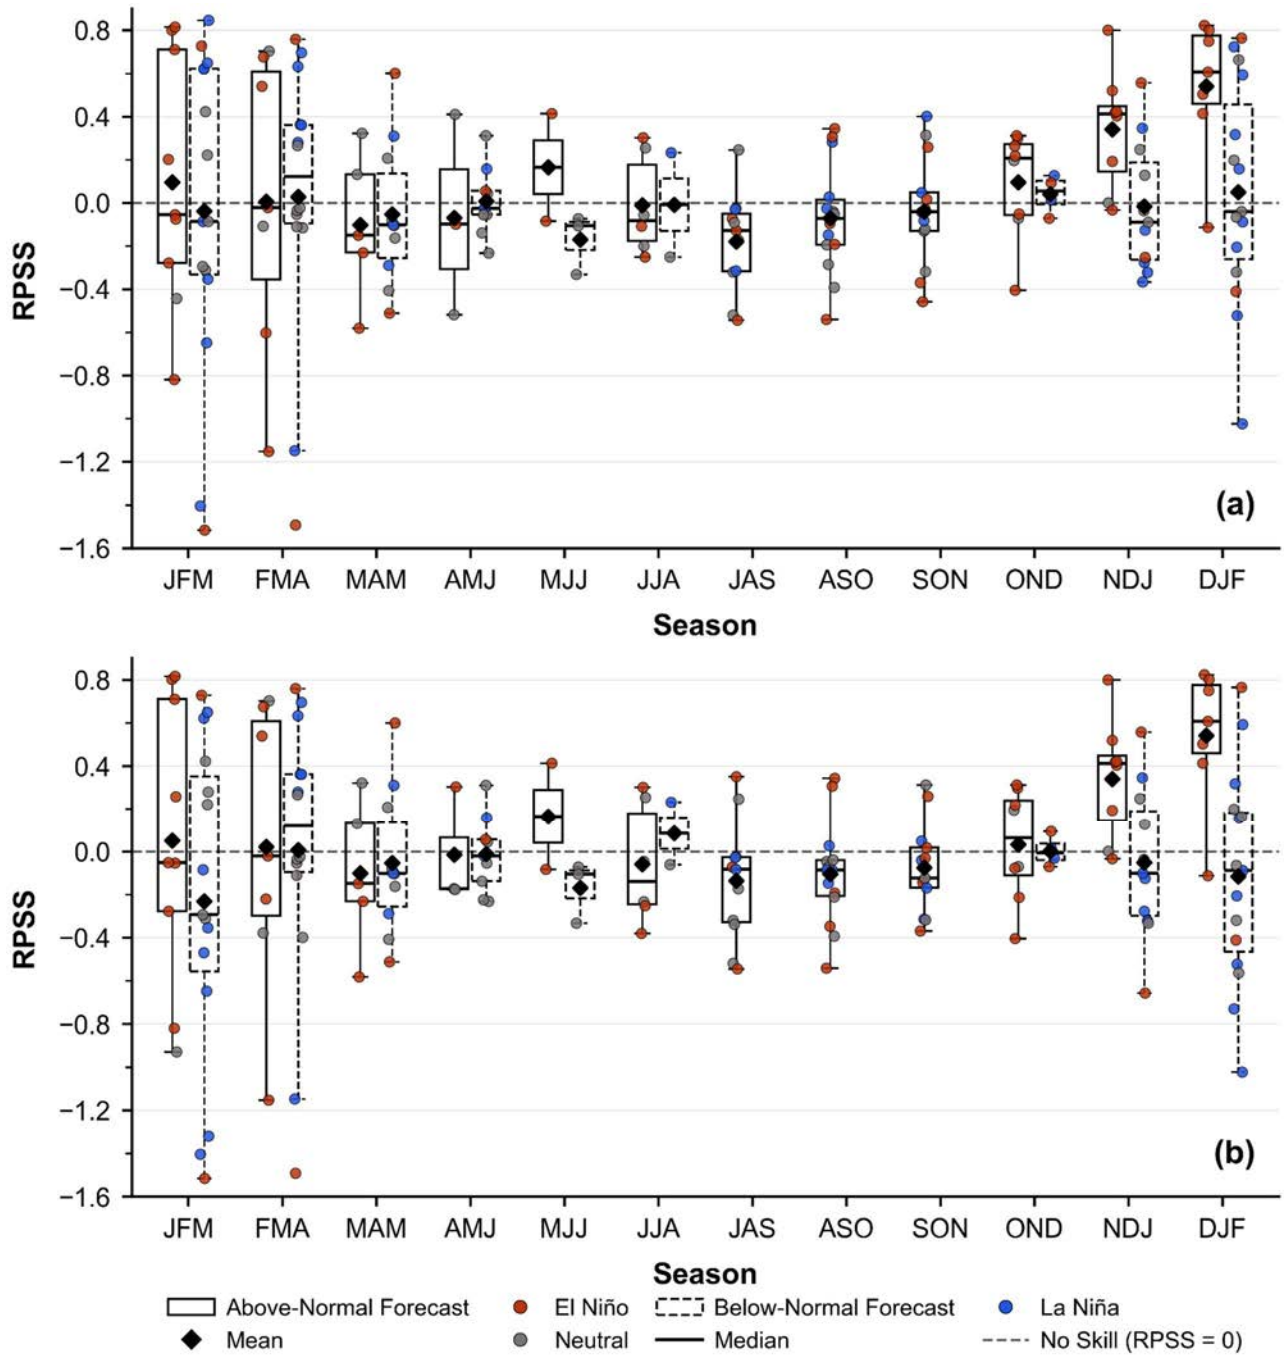 0.8
0.4
0.0
−0.4
−0.8
−1.2
−1.6
RPSS
(a)
JFM FMA MAM AMJ MJJ JJA JAS ASO SON OND NDJ DJF
Season
0.8
0.4
0.0
−0.4
−0.8
−1.2
−1.6
RPSS
(b)
JFM FMA MAM AMJ MJJ JJA JAS ASO SON OND NDJ DJF
Season
Above-Normal Forecast El Niño Below-Normal Forecast La Niña
Mean Neutral Median No Skill (RPSS = 0)